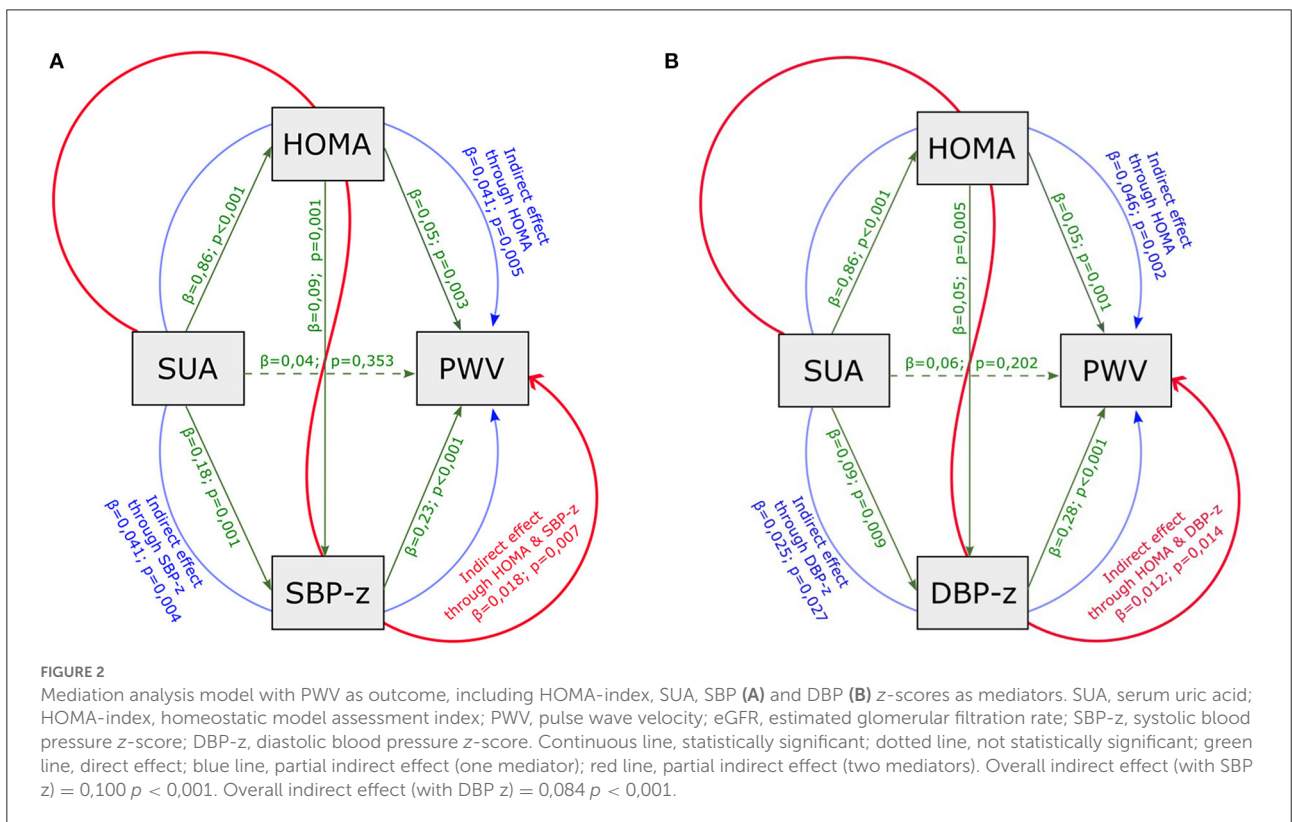 A
HOMA
β=0,86; p<0,001
β=0,09; p=0,001
β=0,05; p=0,003
Indirect effect
through HOMA
β=0,041; p=0,005
SUA
β=0,04; p=0,353
PWV
β=0,18; p=0,001
β=0,23; p<0,001
Indirect effect
through SBP-z
β=0,041; p=0,004
SBP-z
Indirect effect
through HOMA & SBP-z
β=0,018; p=0,007
B
HOMA
β=0,86; p<0,001
β=0,05; p=0,005
β=0,05; p=0,001
Indirect effect
through HOMA
β=0,046; p=0,002
SUA
β=0,06; p=0,202
PWV
β=0,09; p=0,009
β=0,28; p<0,001
Indirect effect
through DBP-z
β=0,025; p=0,027
DBP-z
Indirect effect
through HOMA & DBP-z
β=0,012; p=0,014
FIGURE 2
Mediation analysis model with PWV as outcome, including HOMA-index, SUA, SBP (A) and DBP (B) z-scores as mediators. SUA, serum uric acid;
HOMA-index, homeostatic model assessment index; PWV, pulse wave velocity; eGFR, estimated glomerular filtration rate; SBP-z, systolic blood
pressure z-score; DBP-z, diastolic blood pressure z-score. Continuous line, statistically significant; dotted line, not statistically significant; green
line, direct effect; blue line, partial indirect effect (one mediator); red line, partial indirect effect (two mediators). Overall indirect effect (with SBP
z) = 0,100 p < 0,001. Overall indirect effect (with DBP z) = 0,084 p < 0,001.